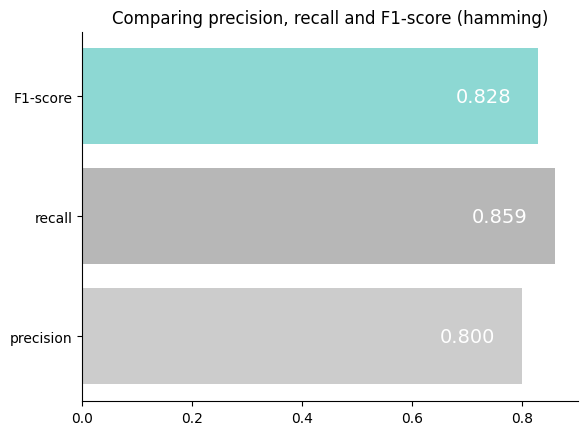 Comparing precision, recall and F1-score (hamming)
F1-score
0.828
recall
0.859
precision
0.800
0.0 0.2 0.4 0.6 0.8